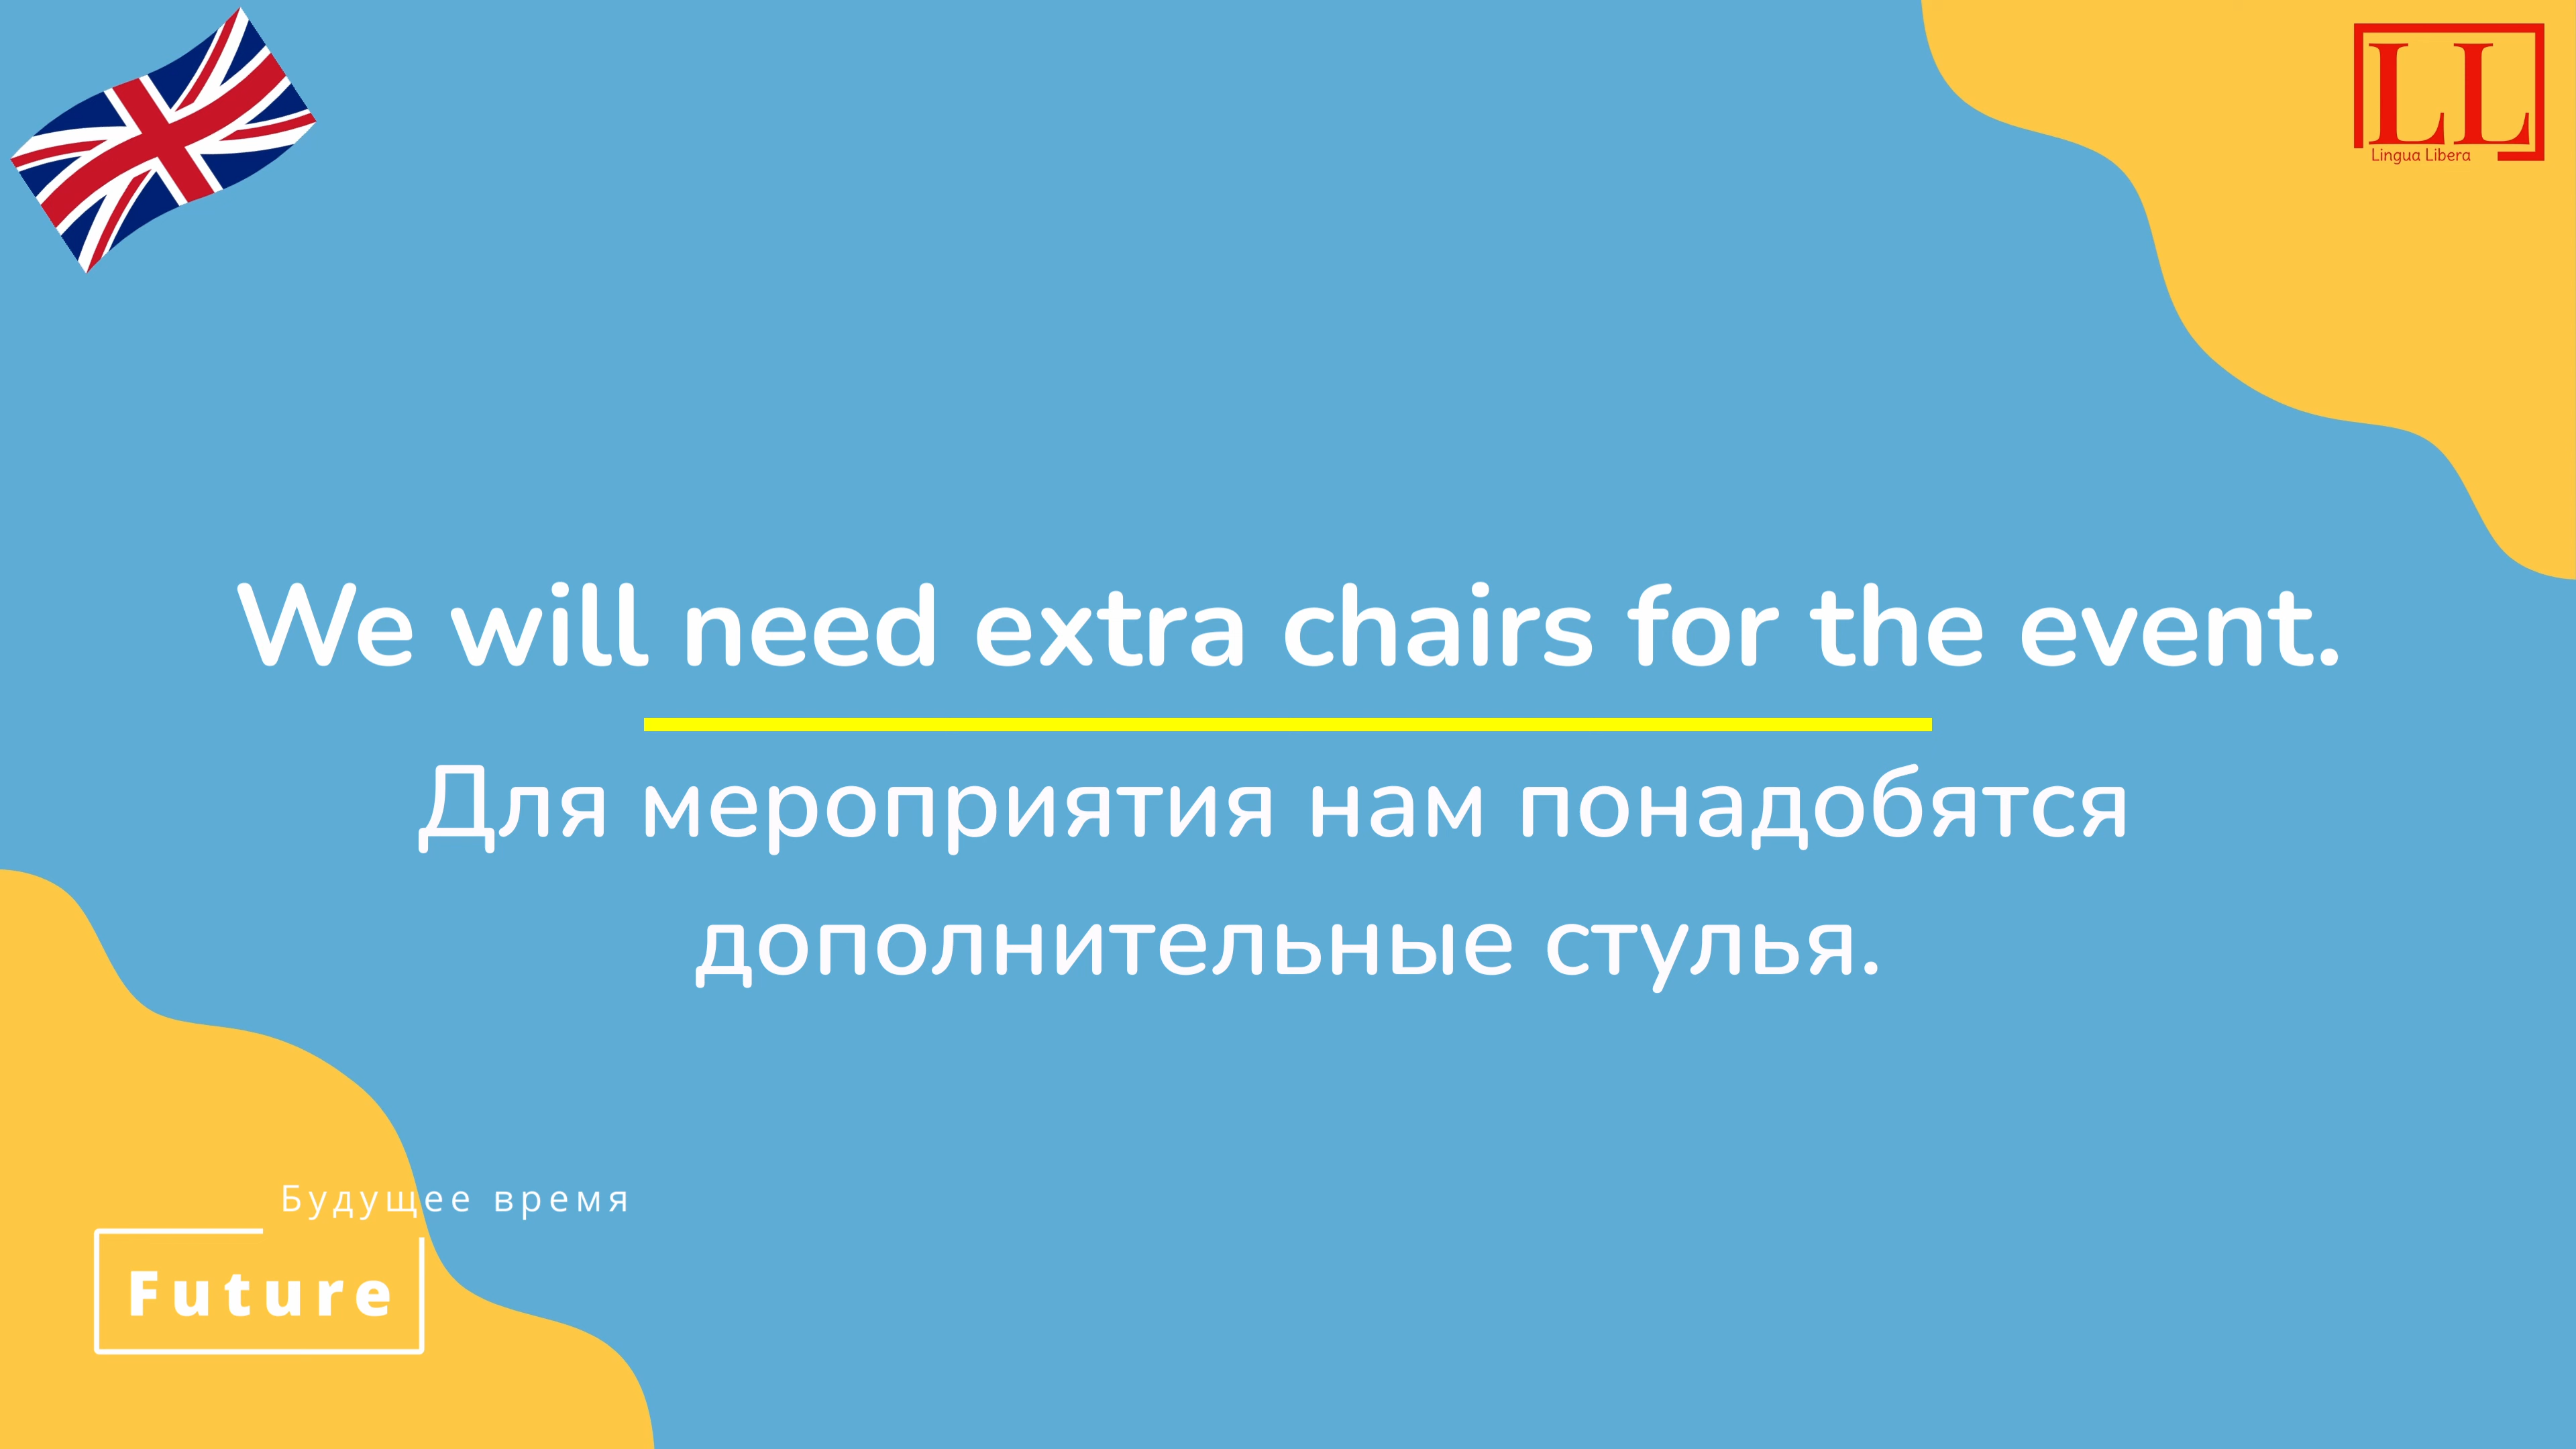 LL
Lingua Libera
We will need extra chairs for the event.
Для мероприятия нам понадобятся
дополнительные стулья.
Будущее время
Future